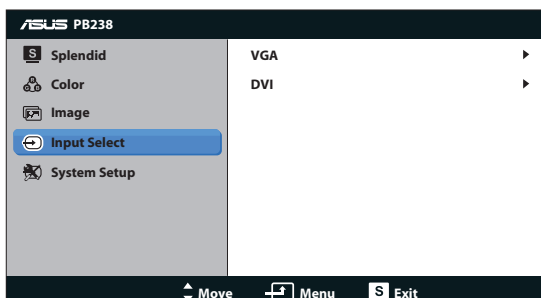 ASUS PB238
S Splendid
Color
Image
Input Select
System Setup
VGA
DVI
Move Menu S Exit